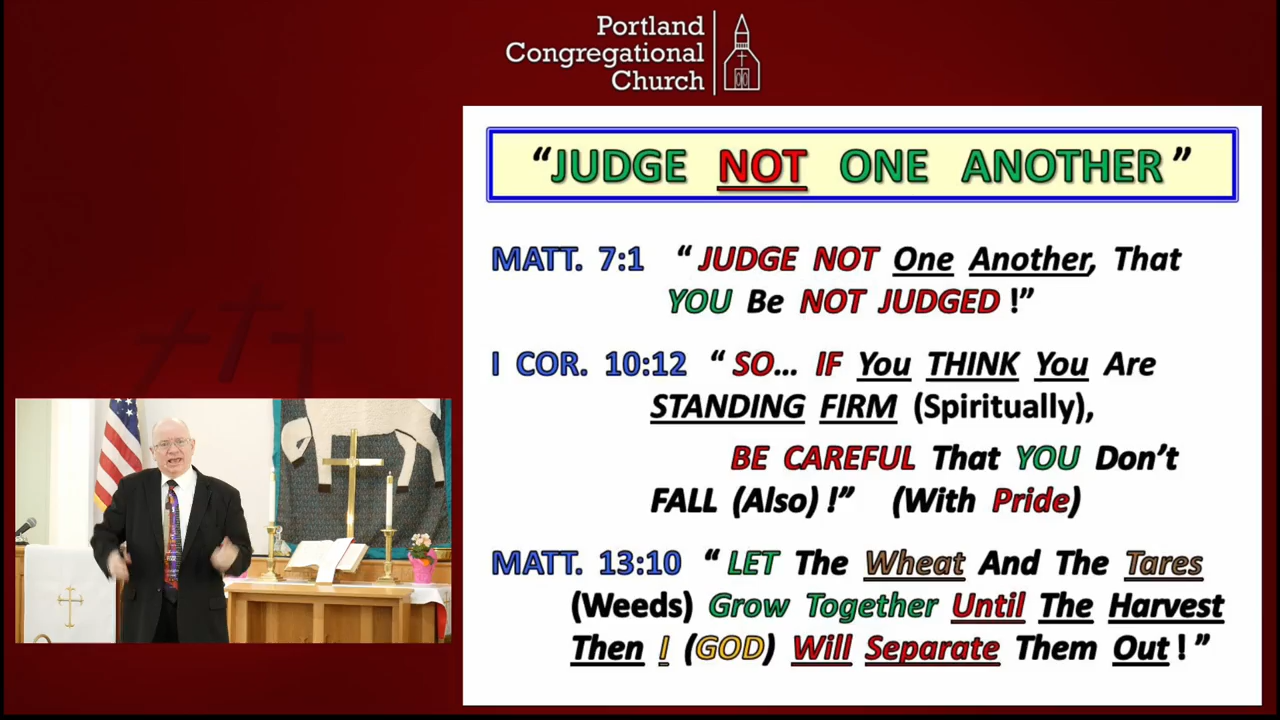 Portland
Congregational
Church
“JUDGE NOT ONE ANOTHER”
MATT. 7:1 “JUDGE NOT One Another, That
YOU Be NOT JUDGED!”
I COR. 10:12 “SO... IF You THINK You Are
STANDING FIRM (Spiritually),
BE CAREFUL That YOU Don’t
FALL (Also)!” (With Pride)
MATT. 13:10 “LET The Wheat And The Tares
(Weeds) Grow Together Until The Harvest
Then I (GOD) Will Separate Them Out!”